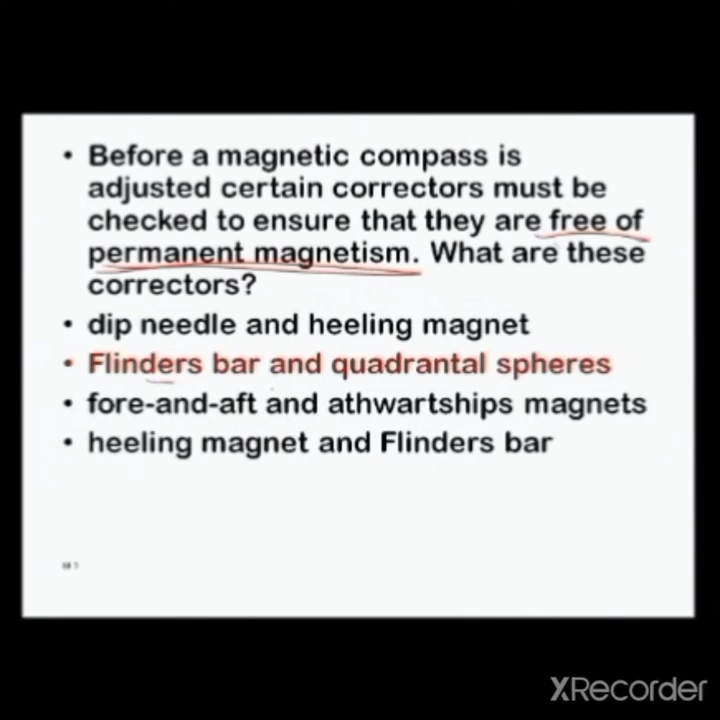 • Before a magnetic compass is
adjusted certain correctors must be
checked to ensure that they are free of
permanent magnetism. What are these
correctors?
• dip needle and heeling magnet
• Flinders bar and quadrantal spheres
• fore-and-aft and athwartships magnets
• heeling magnet and Flinders bar
XRecorder